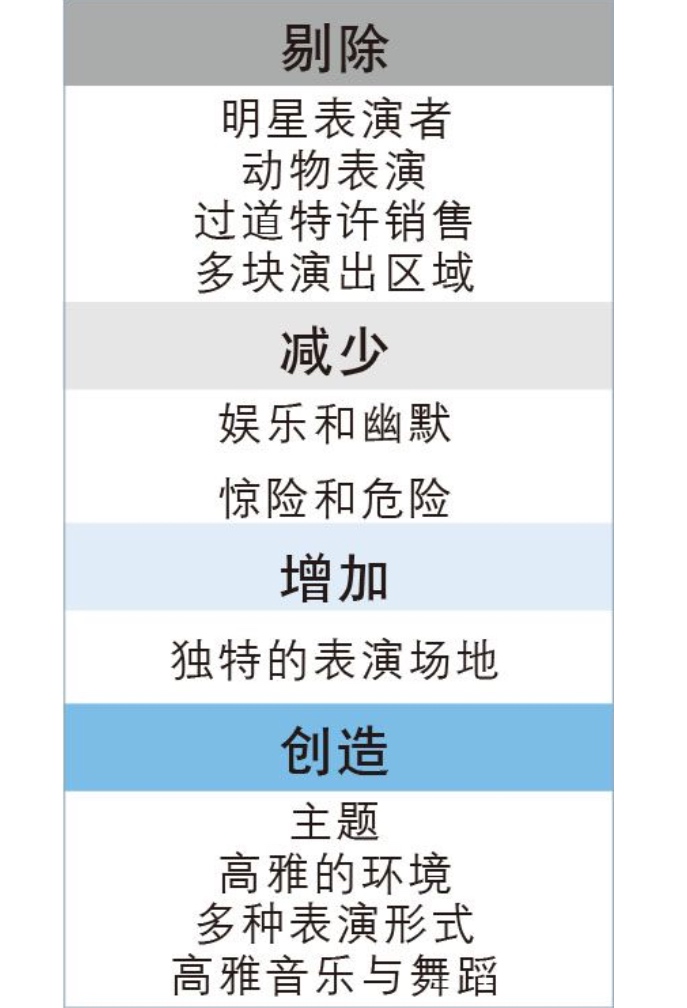 剔除
明星表演者
动物表演
过道特许销售
多块演出区域
减少
娱乐和幽默
惊险和危险
增加
独特的表演场地
创造
主题
高雅的环境
多种表演形式
高雅音乐与舞蹈